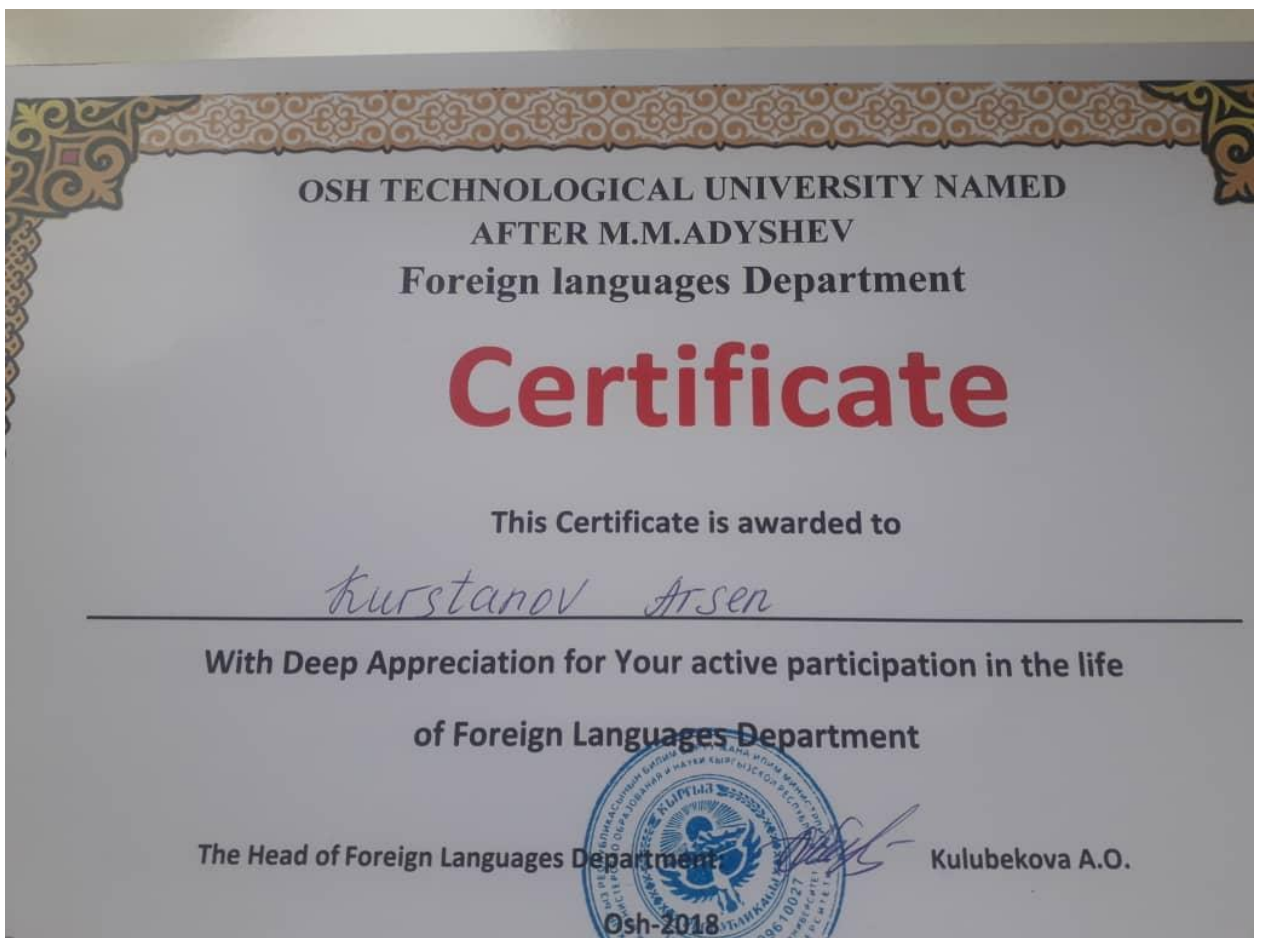 OSH TECHNOLOGICAL UNIVERSITY NAMED
AFTER M.M.ADYSHEV
Foreign languages Department
Certificate
This Certificate is awarded to
Kurstanov Arsen
With Deep Appreciation for Your active participation in the life
of Foreign Languages Department
The Head of Foreign Languages Department: Kulubekova A.O.
Osh-2018
КЫРГЫЗ